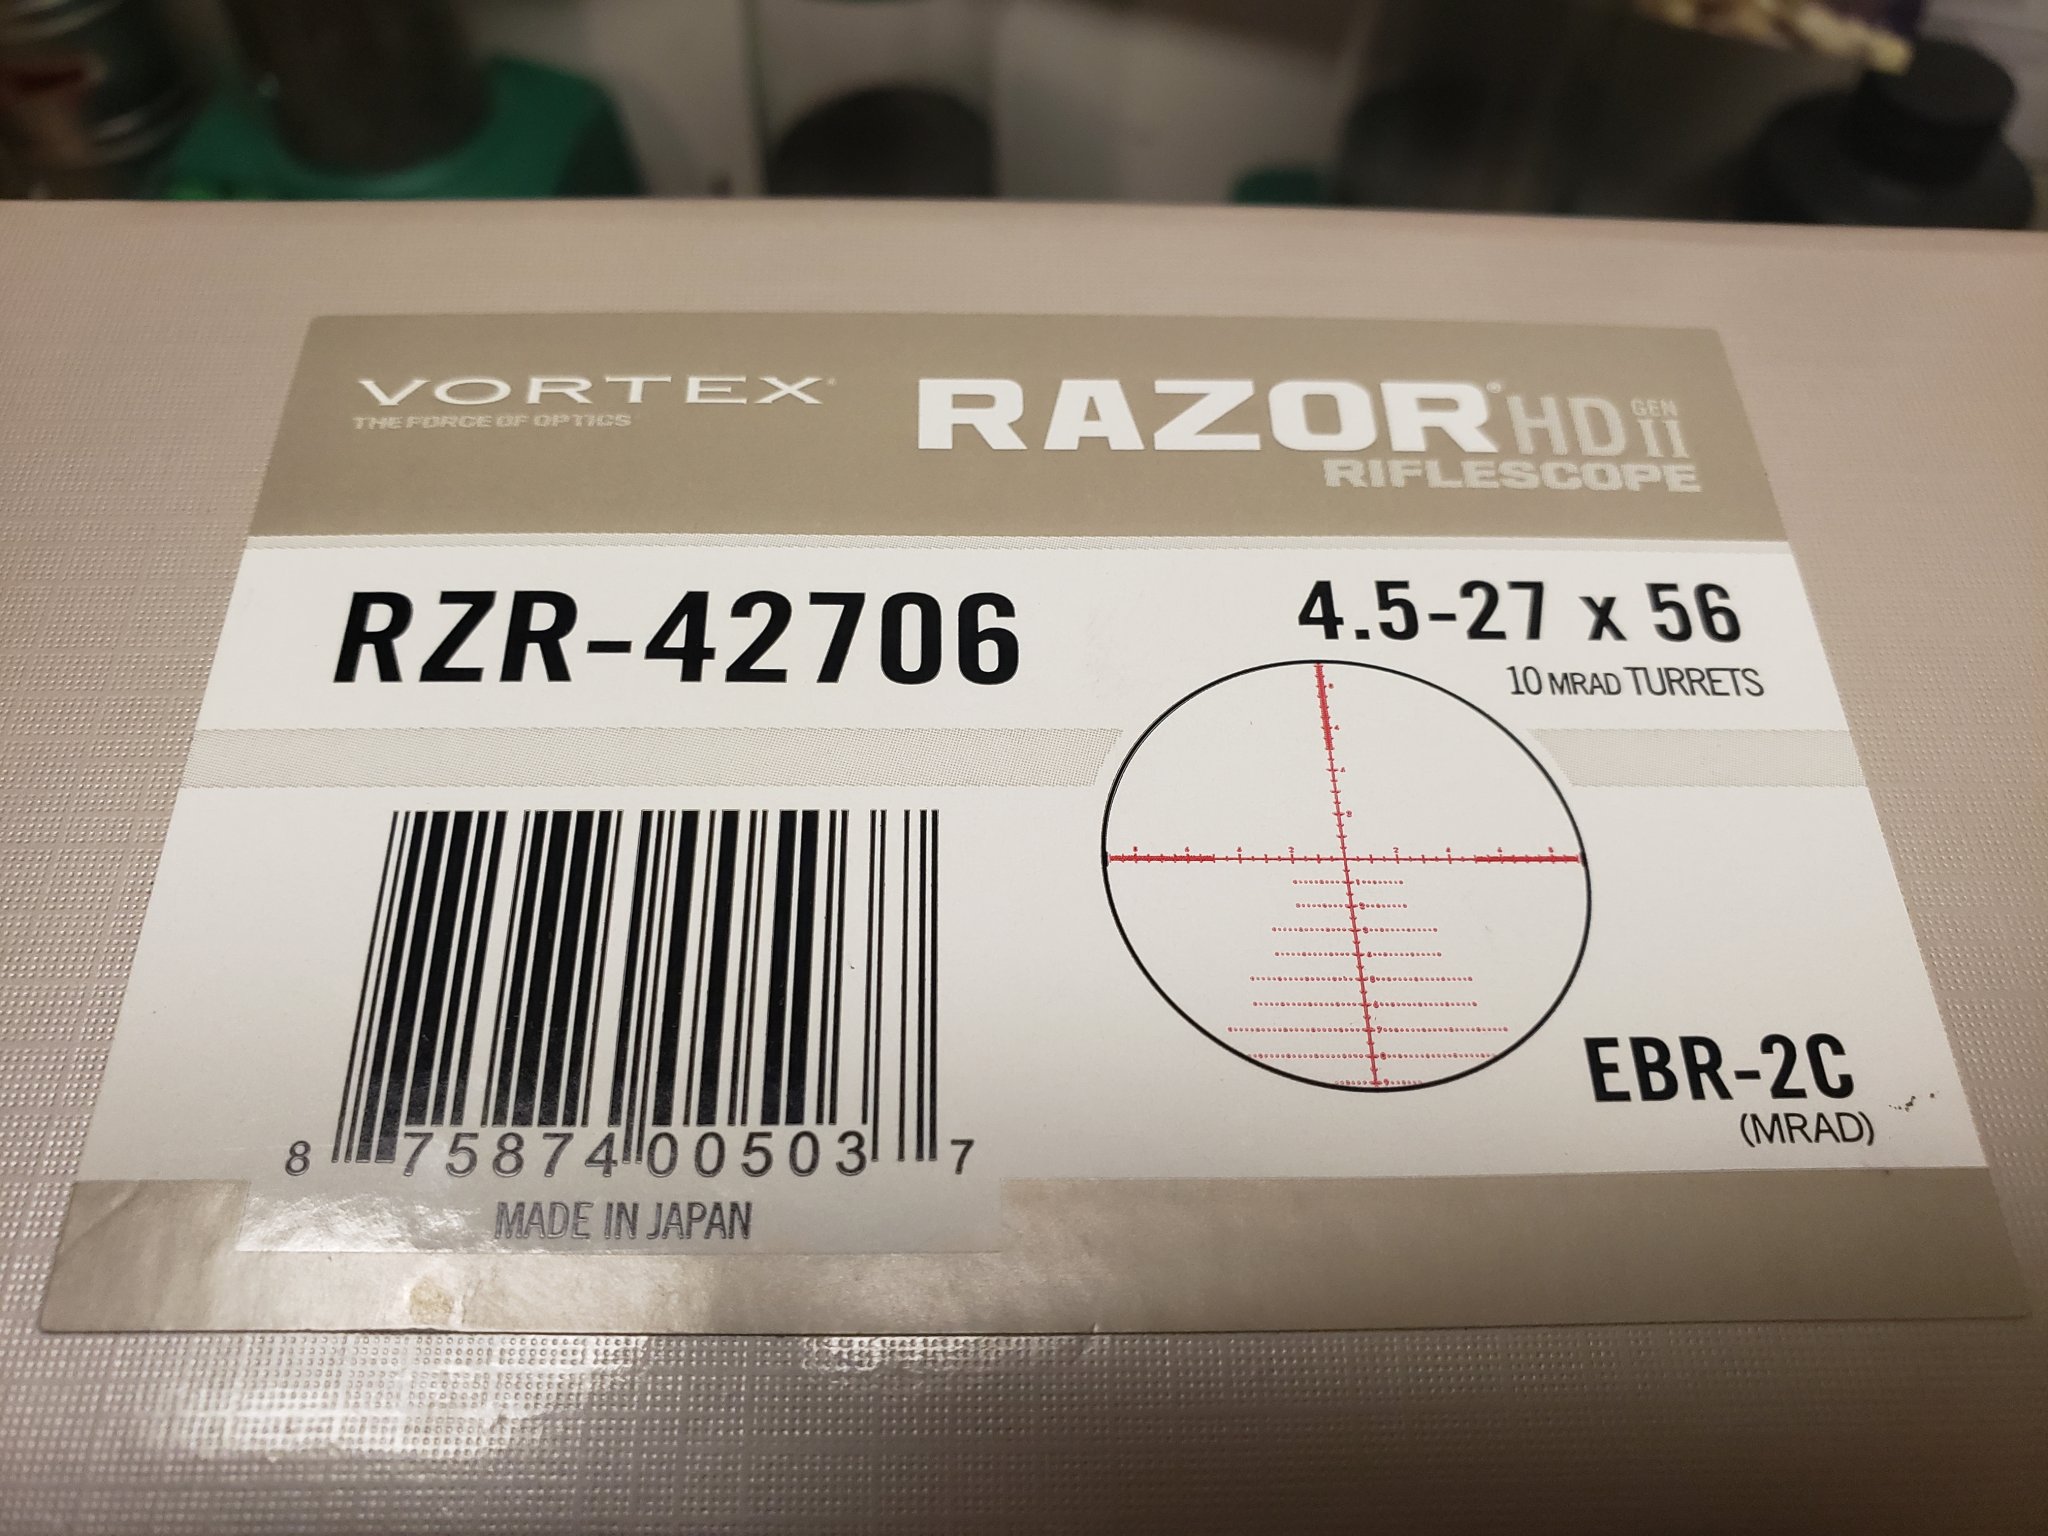 VORTEX
THE FORCE OF OPTICS
RAZOR HD GEN II
RIFLESCOPE
RZR-42706
4.5-27 x 56
10 MRAD TURRETS
EBR-2C
(MRAD)
8 75874 00503 7
MADE IN JAPAN